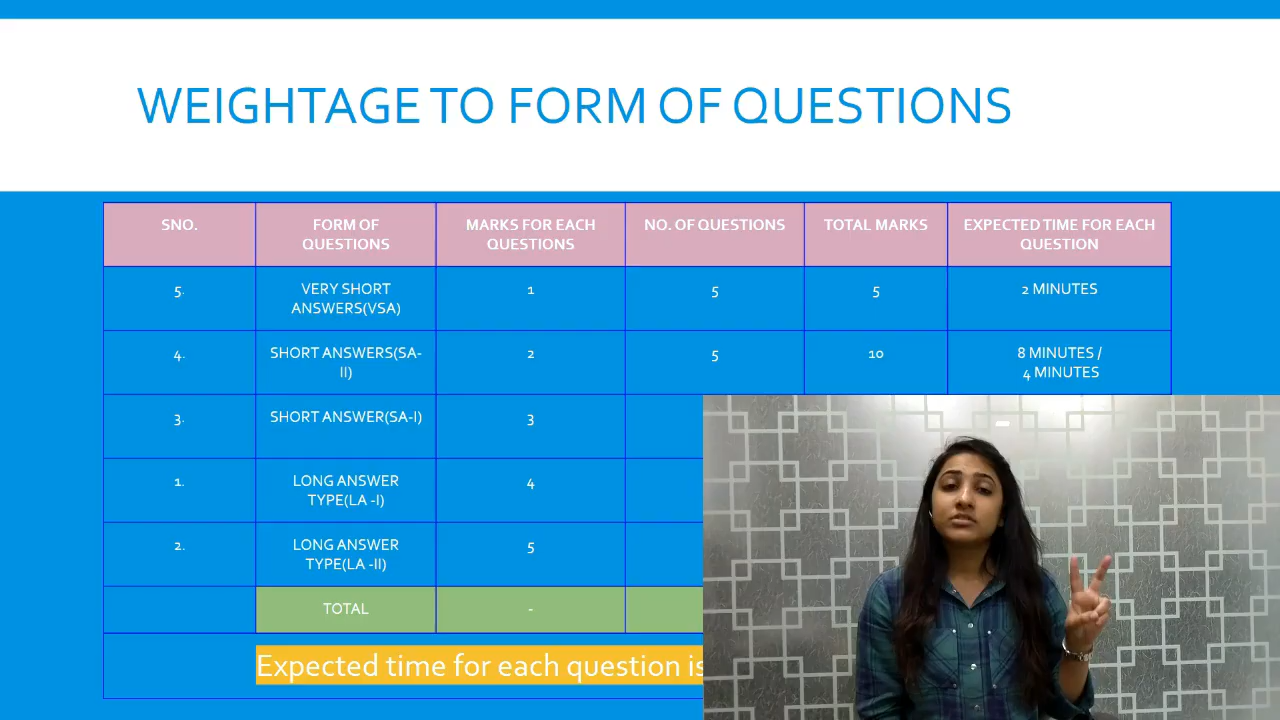 WEIGHTAGE TO FORM OF QUESTIONS
SNO.
FORM OF
QUESTIONS
MARKS FOR EACH
QUESTIONS
NO. OF QUESTIONS
TOTAL MARKS
EXPECTED TIME FOR EACH
QUESTION
5.
VERY SHORT
ANSWERS(VSA)
1
5
5
2 MINUTES
4.
SHORT ANSWERS(SA-
II)
2
5
10
8 MINUTES /
4 MINUTES
3.
SHORT ANSWER(SA-I)
3
1.
LONG ANSWER
TYPE(LA -I)
4
2.
LONG ANSWER
TYPE(LA -II)
5
TOTAL
-
Expected time for each question is